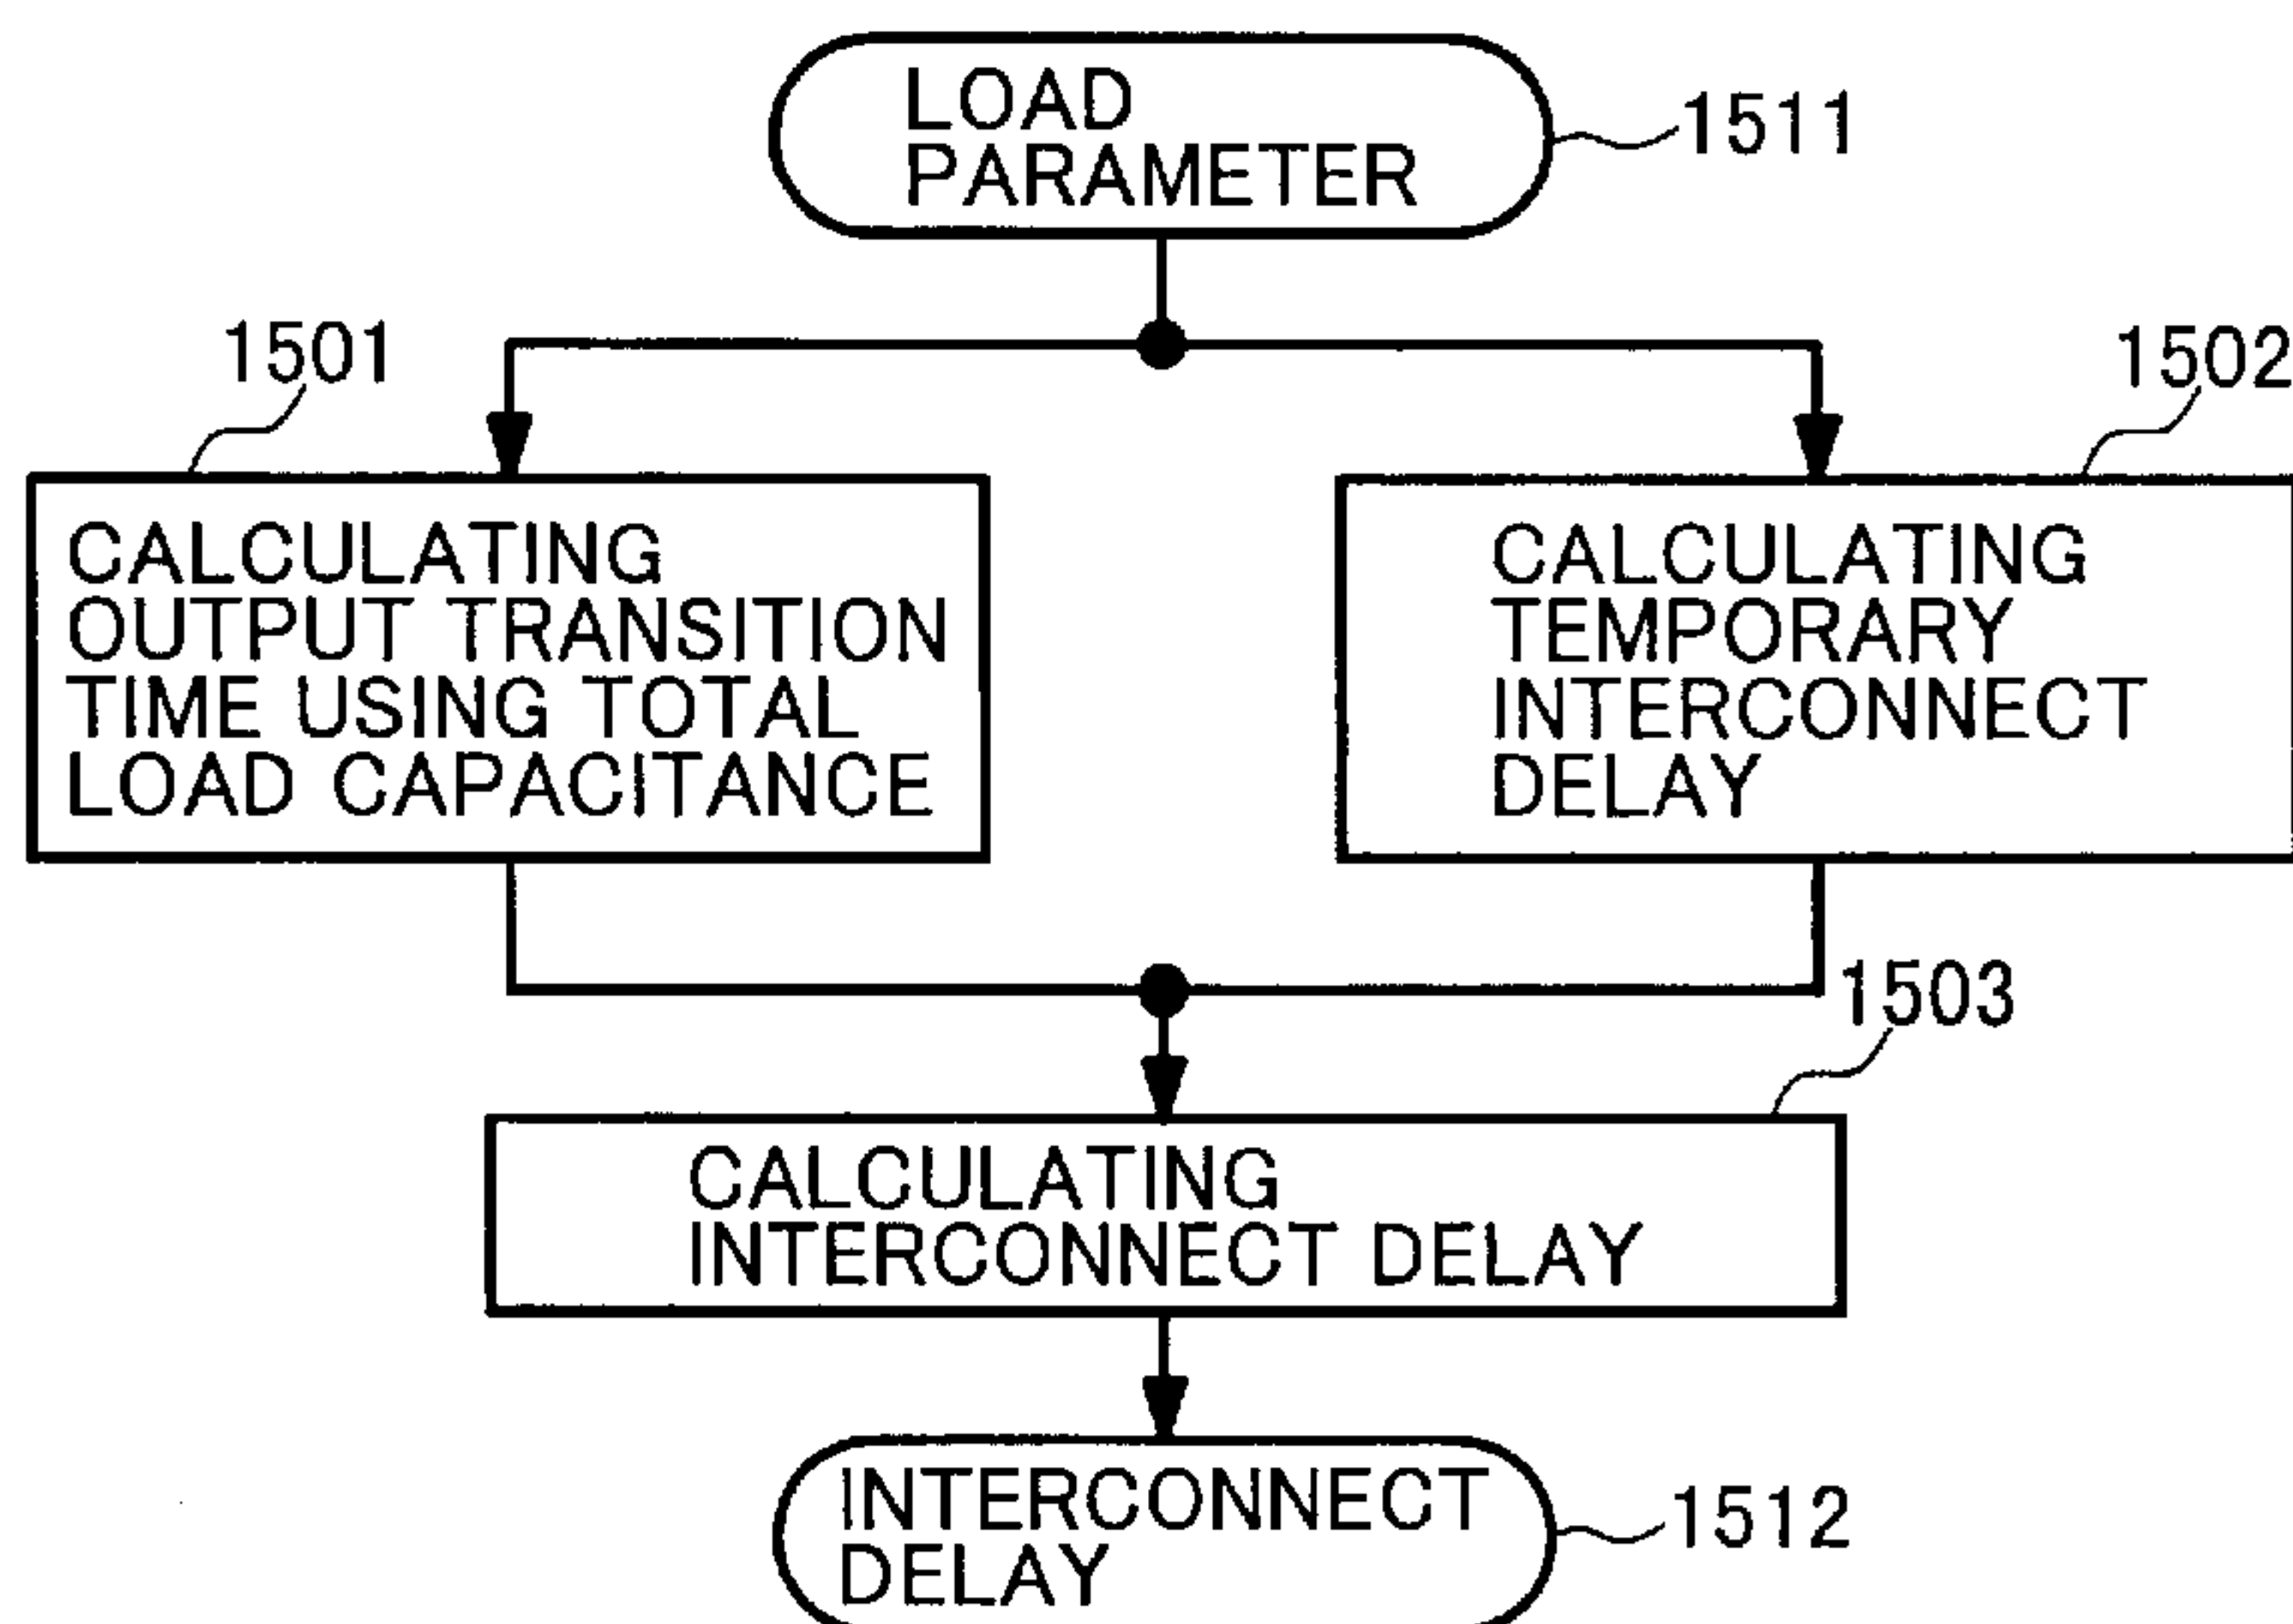 LOAD
PARAMETER
1511
1501
1502
CALCULATING
OUTPUT TRANSITION
TIME USING TOTAL
LOAD CAPACITANCE
CALCULATING
TEMPORARY
INTERCONNECT
DELAY
1503
CALCULATING
INTERCONNECT DELAY
INTERCONNECT
DELAY
1512